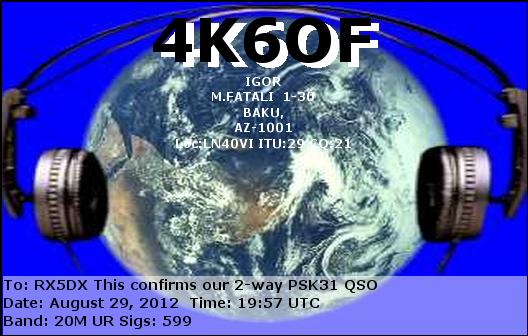 4K6OF
IGOR
M.FATALI 1-30
BAKU,
AZ-1001
Loc:LN40VI ITU:29 CQ:21
To: RX5DX This confirms our 2-way PSK31 QSO
Date: August 29, 2012 Time: 19:57 UTC
Band: 20M UR Sigs: 599